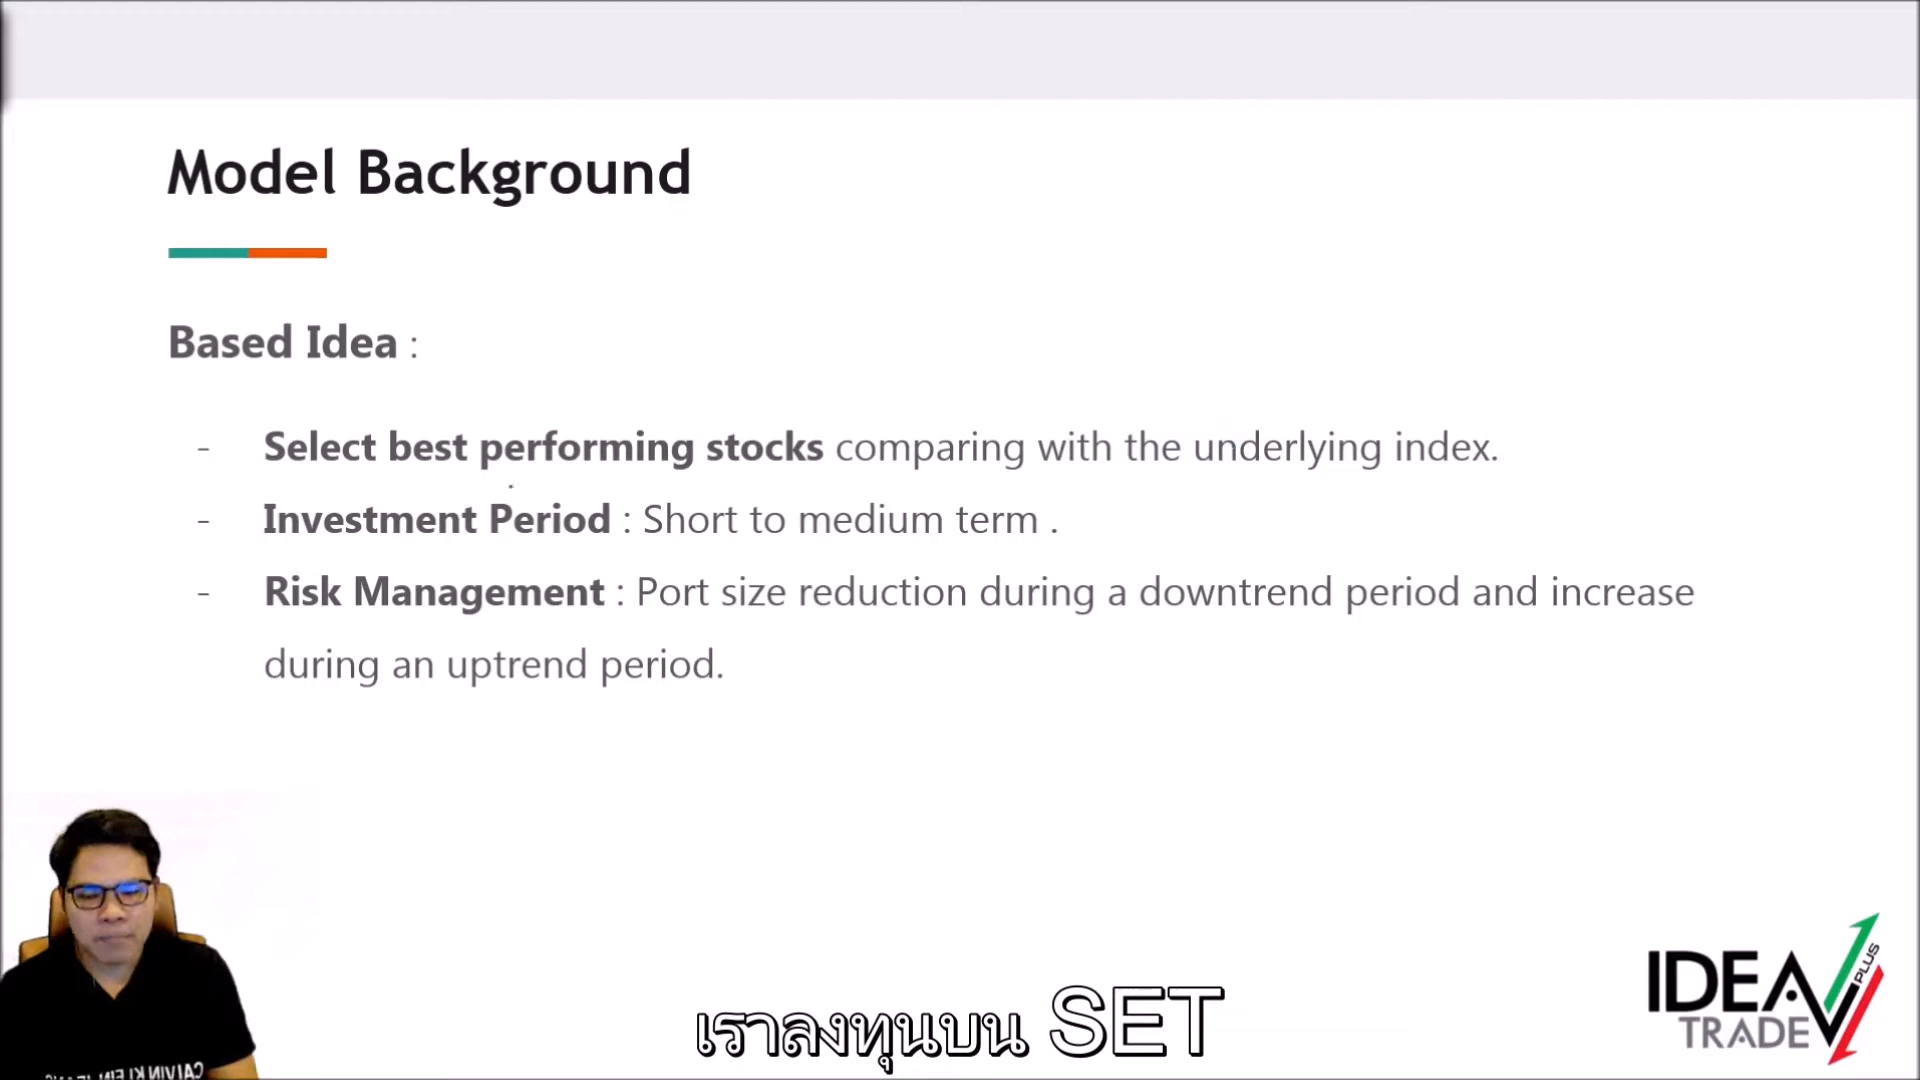 Model Background
Based Idea :
- Select best performing stocks comparing with the underlying index.
- Investment Period : Short to medium term .
- Risk Management : Port size reduction during a downtrend period and increase
during an uptrend period.
เราลงทุนบน SET
IDEA
TRADE
PLUS